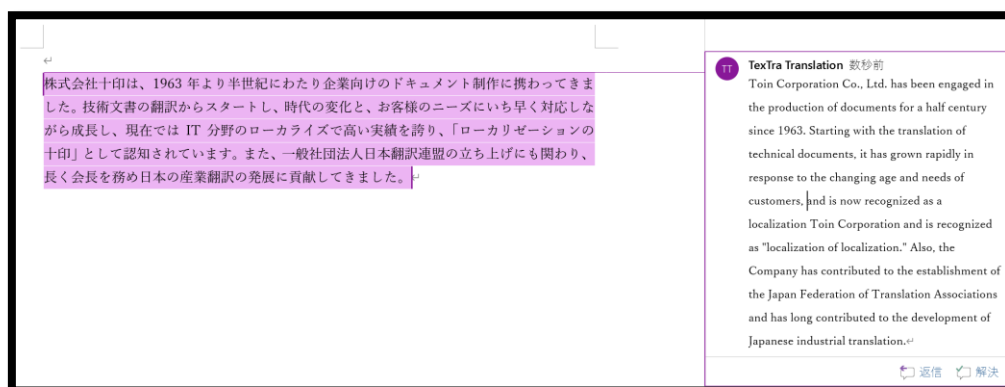 株式会社十印は、1963 年より半世紀にわたり企業向けのドキュメント制作に携わってきま
した。技術文書の翻訳からスタートし、時代の変化と、お客様のニーズにいち早く対応しな
がら成長し、現在では IT 分野のローカライズで高い実績を誇り、「ローカリゼーションの
十印」として認知されています。また、一般社団法人日本翻訳連盟の立ち上げにも関わり、
長く会長を務め日本の産業翻訳の発展に貢献してきました。
TT TexTra Translation 数秒前
Toin Corporation Co., Ltd. has been engaged in
the production of documents for a half century
since 1963. Starting with the translation of
technical documents, it has grown rapidly in
response to the changing age and needs of
customers, and is now recognized as a
localization Toin Corporation and is recognized
as "localization of localization." Also, the
Company has contributed to the establishment of
the Japan Federation of Translation Associations
and has long contributed to the development of
Japanese industrial translation.
返信 解決